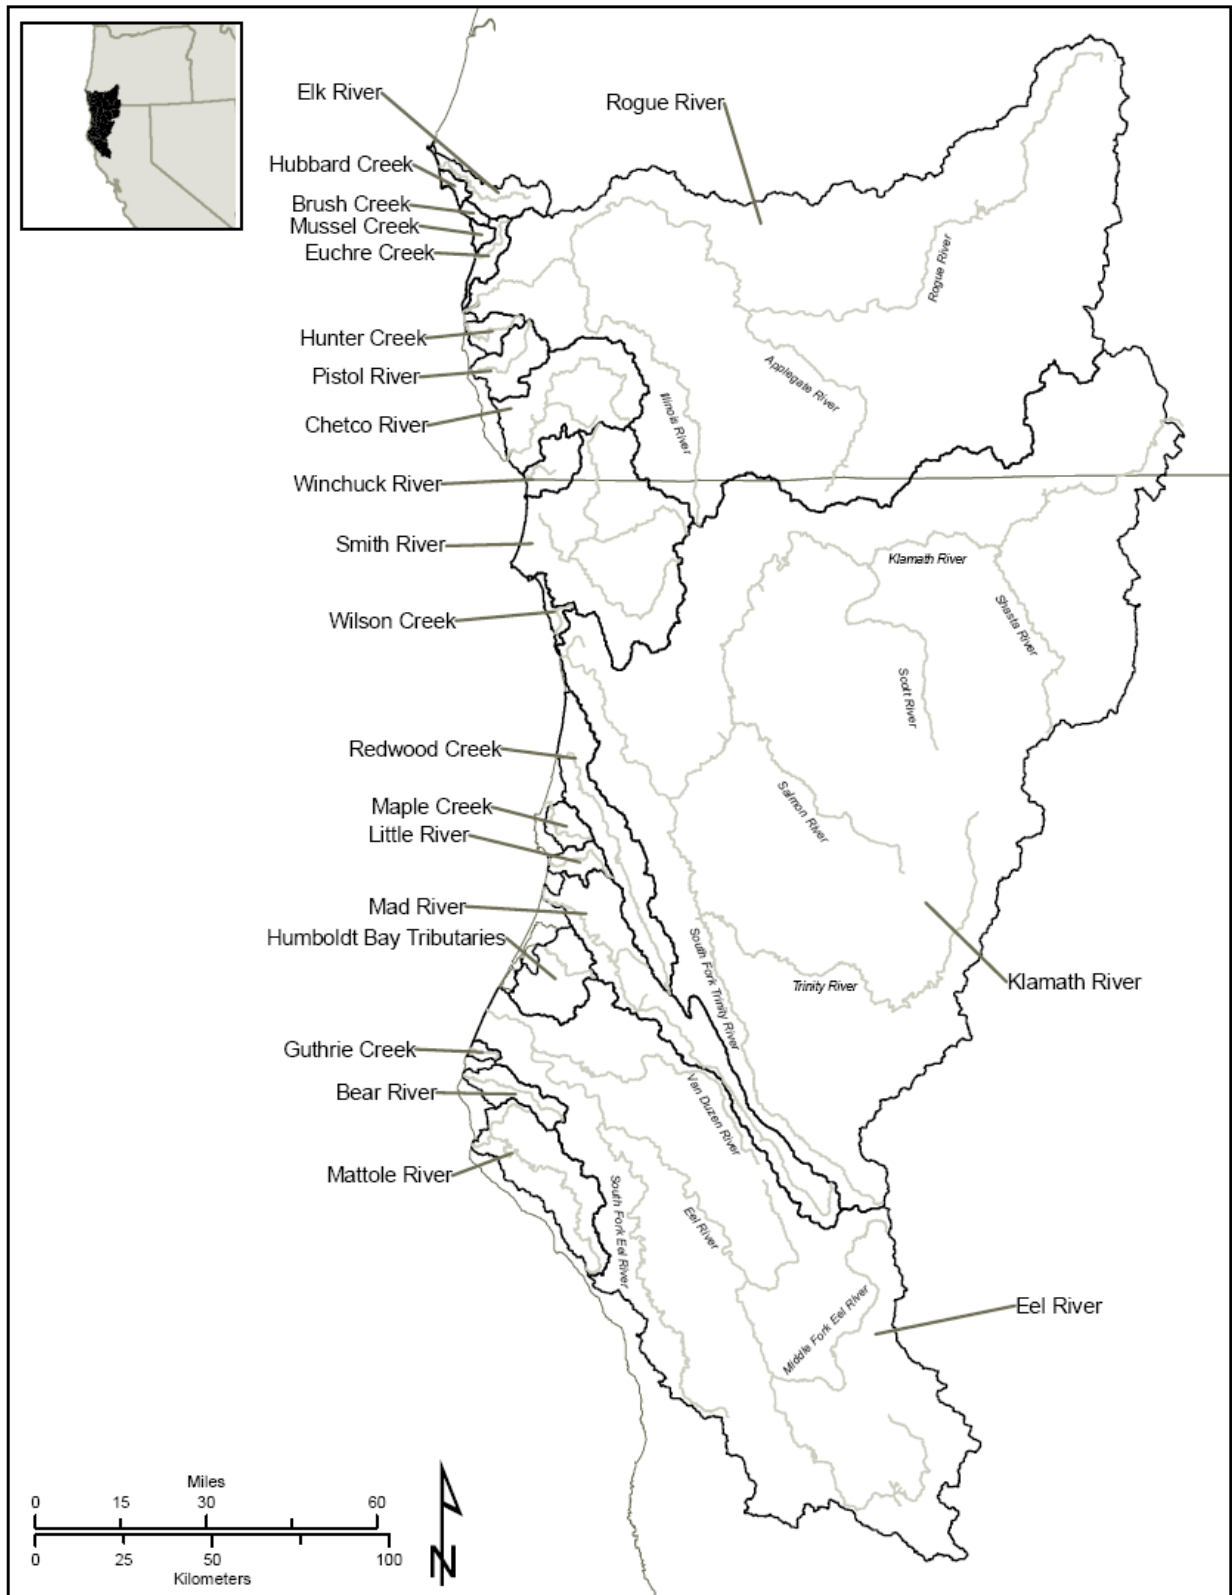 Elk River
Rogue River
Hubbard Creek
Brush Creek
Mussel Creek
Euchre Creek
Rogue River
Hunter Creek
Pistol River
Applegate River
Illinois River
Chetco River
Winchuck River
Smith River
Klamath River
Shasta River
Wilson Creek
Scott River
Redwood Creek
Salmon River
Maple Creek
Little River
Mad River
Humboldt Bay Tributaries
South Fork Trinity River
Trinity River
Klamath River
Guthrie Creek
Bear River
Van Duzen River
Mattole River
South Fork Eel River
Eel River
Middle Fork Eel River
Eel River
Miles
0 15 30 60
0 25 50 100
Kilometers
N